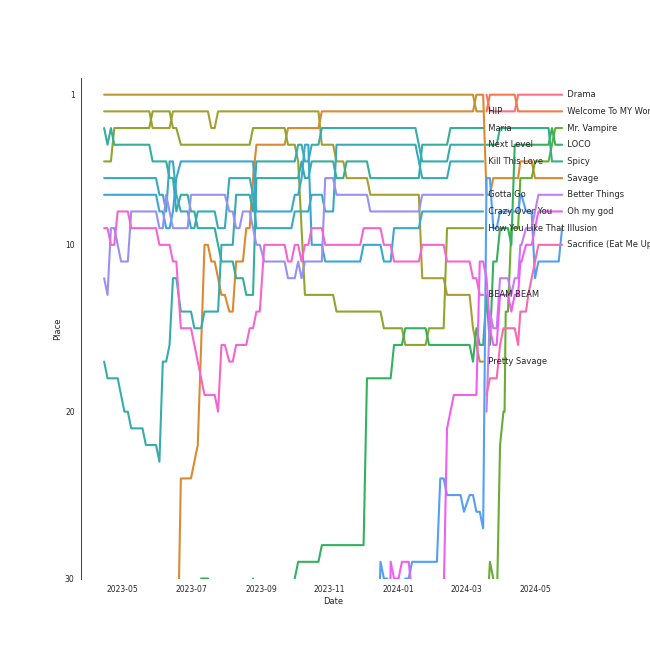 1
10
20
30
Place
2023-05
2023-07
2023-09
2023-11
2024-01
2024-03
2024-05
Date
HIP
Maria
Next Level
Kill This Love
Gotta Go
Crazy Over You
How You Like That
BEAM BEAM
Pretty Savage
Drama
Welcome To MY Wor
Mr. Vampire
LOCO
Spicy
Savage
Better Things
Oh my god
Illusion
Sacrifice (Eat Me Up